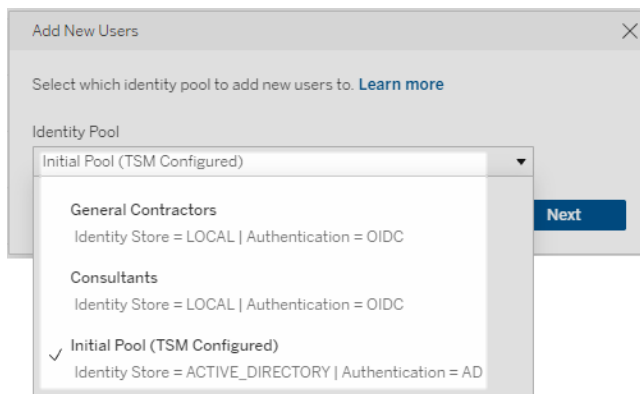 Add New Users
Select which identity pool to add new users to. Learn more
Identity Pool
Initial Pool (TSM Configured)
General Contractors
Identity Store = LOCAL | Authentication = OIDC
Next
Consultants
Identity Store = LOCAL | Authentication = OIDC
Initial Pool (TSM Configured)
Identity Store = ACTIVE_DIRECTORY | Authentication = AD